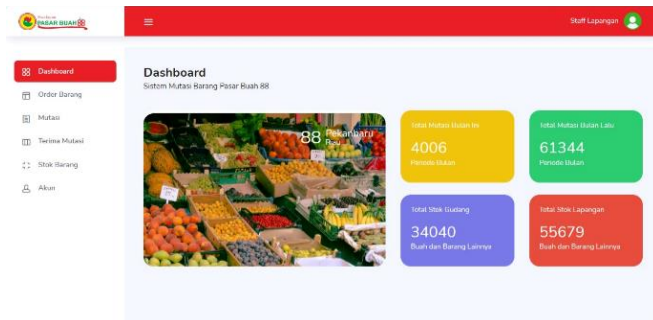 PASAR BUAH 88
Staff Lapangan
Dashboard
Order Barang
Mutasi
Terima Mutasi
Stok Barang
Akun
Dashboard
Sistem Mutasi Barang Pasar Buah 88
88 Pekanbaru
Riau
Total Mutasi Bulan Ini
4006
Periode Bulan
Total Mutasi Bulan Lalu
61344
Periode Bulan
Total Stok Gudang
34040
Buah dan Barang Lainnya
Total Stok Lapangan
55679
Buah dan Barang Lainnya